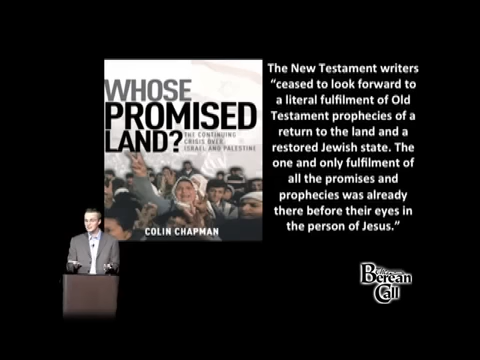 WHOSE
PROMISED
LAND?
THE CONTINUING
CRISIS OVER
ISRAEL AND PALESTINE
COLIN CHAPMAN
The New Testament writers
“ceased to look forward to
a literal fulfilment of Old
Testament prophecies of a
return to the land and a
restored Jewish state. The
one and only fulfilment of
all the promises and
prophecies was already
there before their eyes in
the person of Jesus.”
Berean
Call